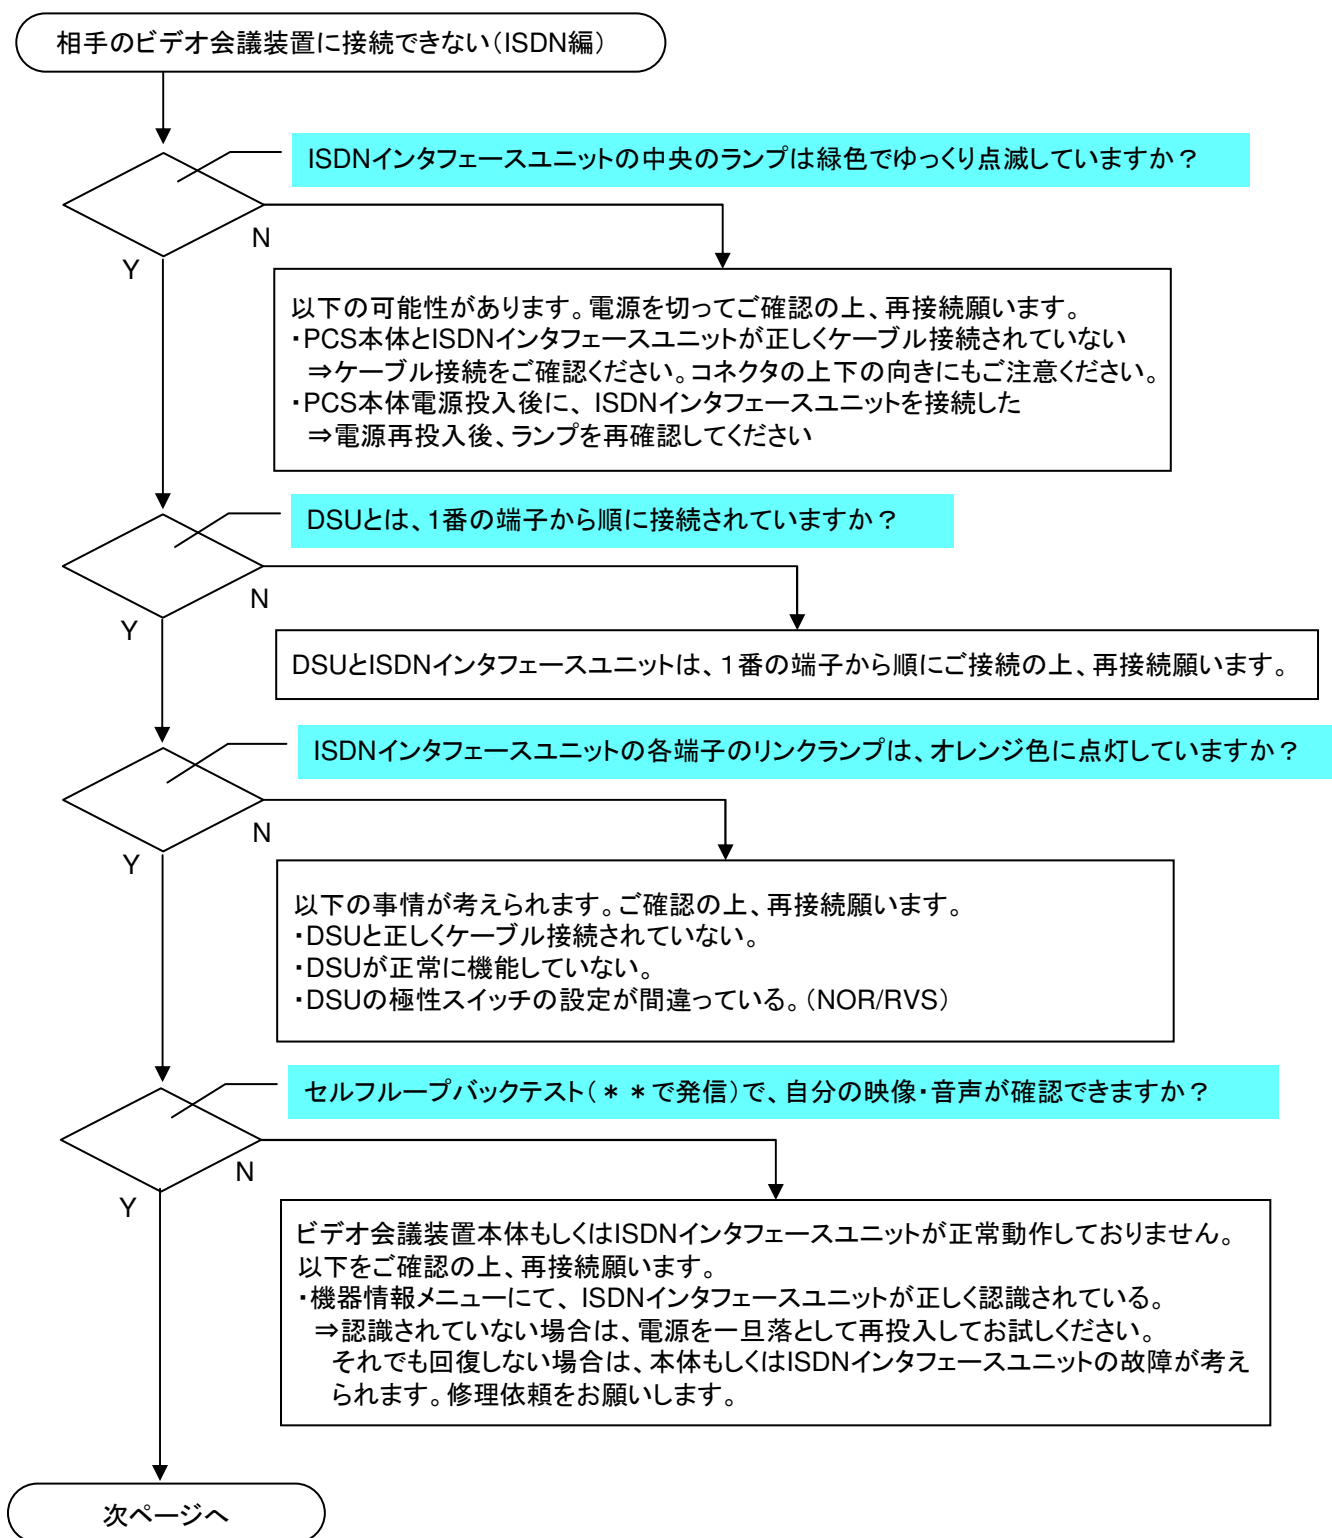 相手のビデオ会議装置に接続できない（ISDN編）
ISDNインタフェースユニットの中央のランプは緑色でゆっくり点滅していますか？
N
Y
以下の可能性があります。電源を切ってご確認の上、再接続願います。
・PCS本体とISDNインタフェースユニットが正しくケーブル接続されていない
⇒ケーブル接続をご確認ください。コネクタの上下の向きにもご注意ください。
・PCS本体電源投入後に、ISDNインタフェースユニットを接続した
⇒電源再投入後、ランプを再確認してください
DSUとは、1番の端子から順に接続されていますか？
N
Y
DSUとISDNインタフェースユニットは、１番の端子から順にご接続の上、再接続願います。
ISDNインタフェースユニットの各端子のリンクランプは、オレンジ色に点灯していますか？
N
Y
以下の事情が考えられます。ご確認の上、再接続願います。
・DSUと正しくケーブル接続されていない。
・DSUが正常に機能していない。
・DSUの極性スイッチの設定が間違っている。（NOR/RVS）
セルフループバックテスト（＊＊で発信）で、自分の映像・音声が確認できますか？
N
Y
ビデオ会議装置本体もしくはISDNインタフェースユニットが正常動作しておりません。
以下をご確認の上、再接続願います。
・機器情報メニューにて、ISDNインタフェースユニットが正しく認識されている。
⇒認識されていない場合は、電源を一旦落として再投入してお試しください。
それでも回復しない場合は、本体もしくはISDNインタフェースユニットの故障が考え
られます。修理依頼をお願いします。
次ページへ